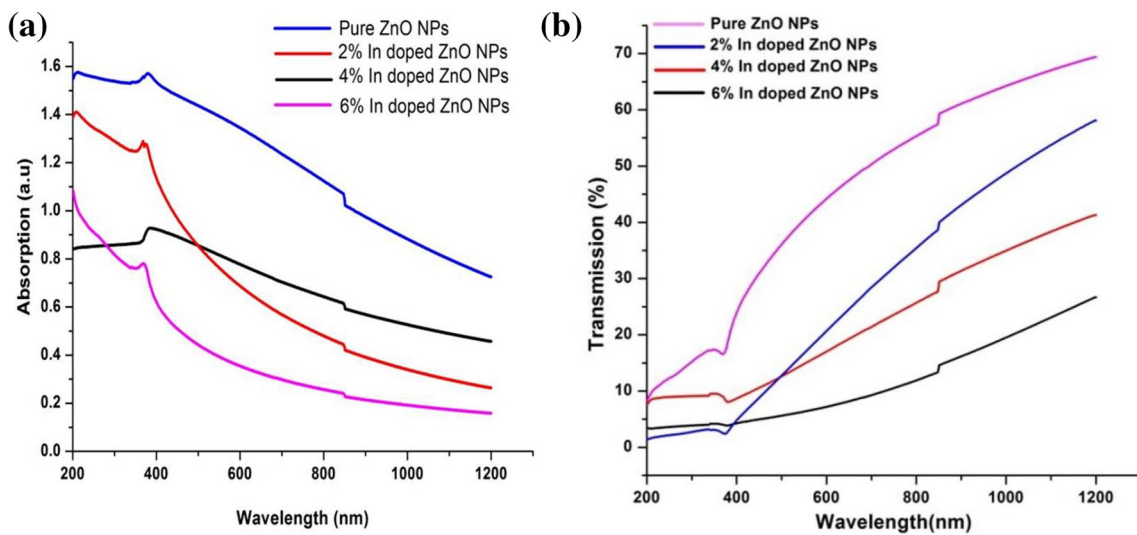 (a)
Pure ZnO NPs
2% In doped ZnO NPs
4% In doped ZnO NPs
6% In doped ZnO NPs
1.6
1.4
1.2
1.0
0.8
0.6
0.4
0.2
0.0
Absorption (a.u)
200 400 600 800 1000 1200
Wavelength (nm)
(b)
Pure ZnO NPs
2% In doped ZnO NPs
4% In doped ZnO NPs
6% In doped ZnO NPs
70
60
50
40
30
20
10
0
Transmission (%)
200 400 600 800 1000 1200
Wavelength(nm)